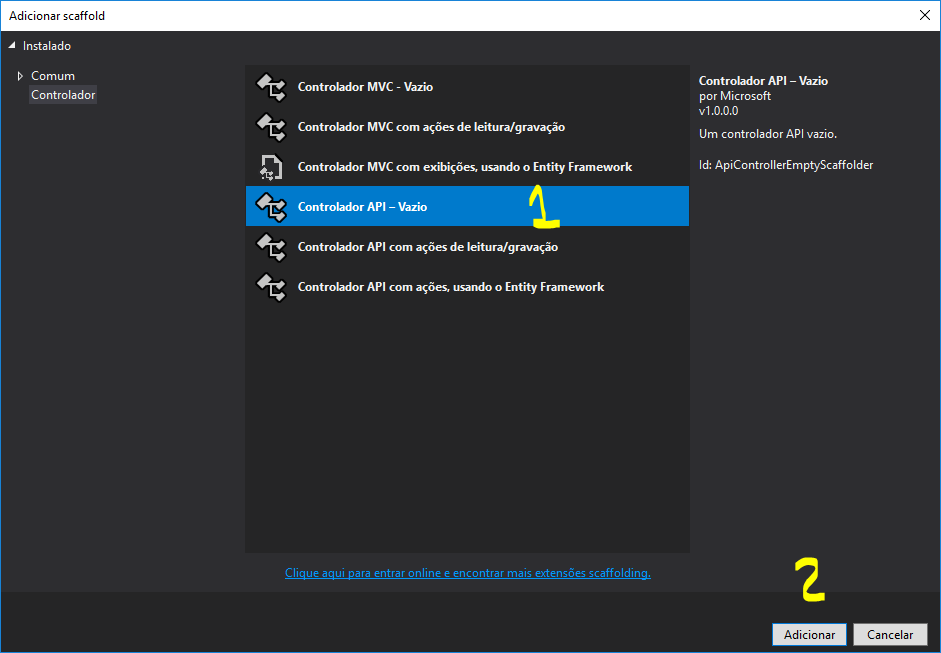 Adicionar scaffold
Instalado
Comum
Controlador
Controlador MVC - Vazio
Controlador MVC com ações de leitura/gravação
Controlador MVC com exibições, usando o Entity Framework
Controlador API – Vazio
1
Controlador API com ações de leitura/gravação
Controlador API com ações, usando o Entity Framework
Controlador API – Vazio
por Microsoft
v1.0.0.0
Um controlador API vazio.
Id: ApiControllerEmptyScaffolder
Clique aqui para entrar online e encontrar mais extensões scaffolding.
2
Adicionar
Cancelar